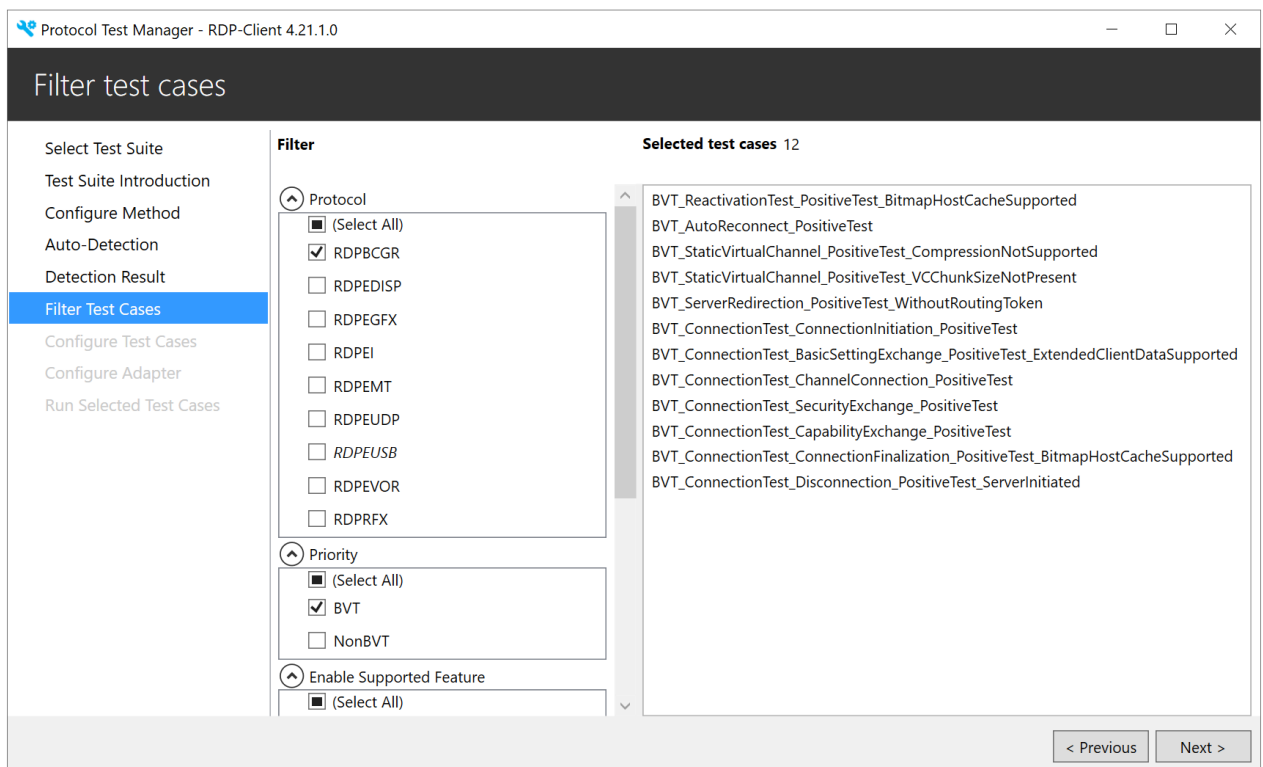 Protocol Test Manager - RDP-Client 4.21.1.0
Filter test cases
Select Test Suite
Test Suite Introduction
Configure Method
Auto-Detection
Detection Result
Filter Test Cases
Configure Test Cases
Configure Adapter
Run Selected Test Cases
Filter
Protocol
(Select All)
RDPBCGR
RDPEDISP
RDPEGFX
RDPEI
RDPEMT
RDPEUDP
RDPEUSB
RDPEVOR
RDPRFX
Priority
(Select All)
BVT
NonBVT
Enable Supported Feature
(Select All)
Selected test cases 12
BVT_ReactivationTest_PositiveTest_BitmapHostCacheSupported
BVT_AutoReconnect_PositiveTest
BVT_StaticVirtualChannel_PositiveTest_CompressionNotSupported
BVT_StaticVirtualChannel_PositiveTest_VCChunkSizeNotPresent
BVT_ServerRedirection_PositiveTest_WithoutRoutingToken
BVT_ConnectionTest_ConnectionInitiation_PositiveTest
BVT_ConnectionTest_BasicSettingExchange_PositiveTest_ExtendedClientDataSupported
BVT_ConnectionTest_ChannelConnection_PositiveTest
BVT_ConnectionTest_SecurityExchange_PositiveTest
BVT_ConnectionTest_CapabilityExchange_PositiveTest
BVT_ConnectionTest_ConnectionFinalization_PositiveTest_BitmapHostCacheSupported
BVT_ConnectionTest_Disconnection_PositiveTest_ServerInitiated
< Previous
Next >